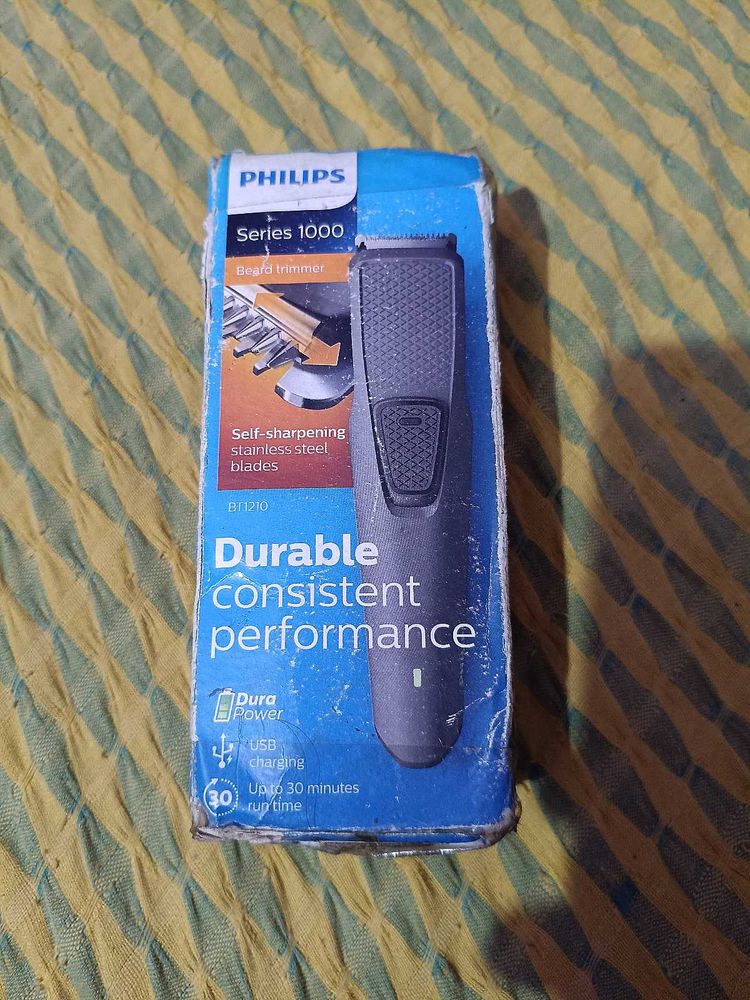 PHILIPS
Series 1000
Beard trimmer
Self-sharpening
stainless steel
blades
BT1210
Durable
consistent
performance
Dura
Power
USB
charging
30
Up to 30 minutes
run time